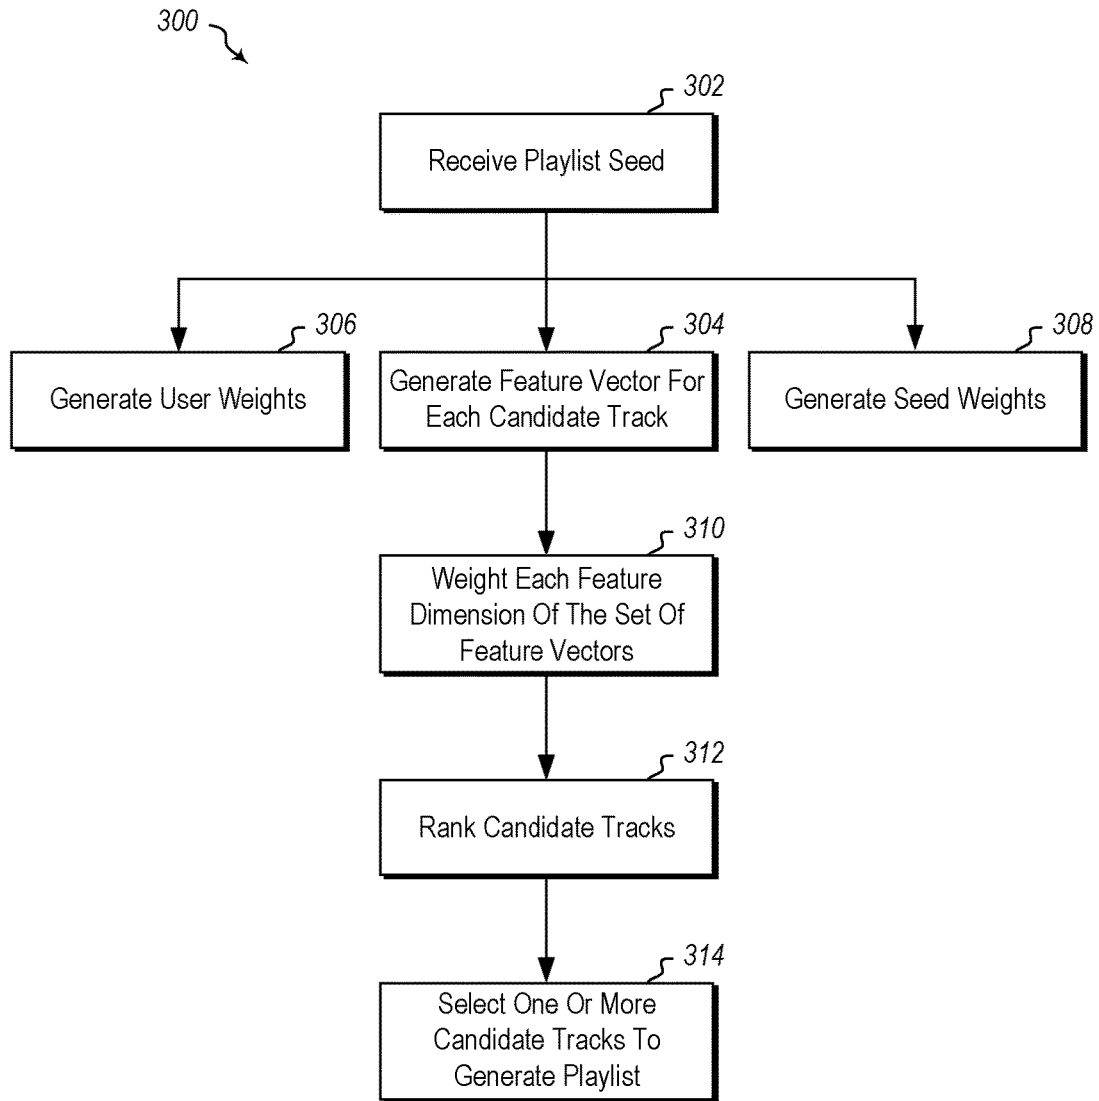 300
302
Receive Playlist Seed
306
304
308
Generate User Weights
Generate Feature Vector For
Each Candidate Track
Generate Seed Weights
310
Weight Each Feature
Dimension Of The Set Of
Feature Vectors
312
Rank Candidate Tracks
314
Select One Or More
Candidate Tracks To
Generate Playlist